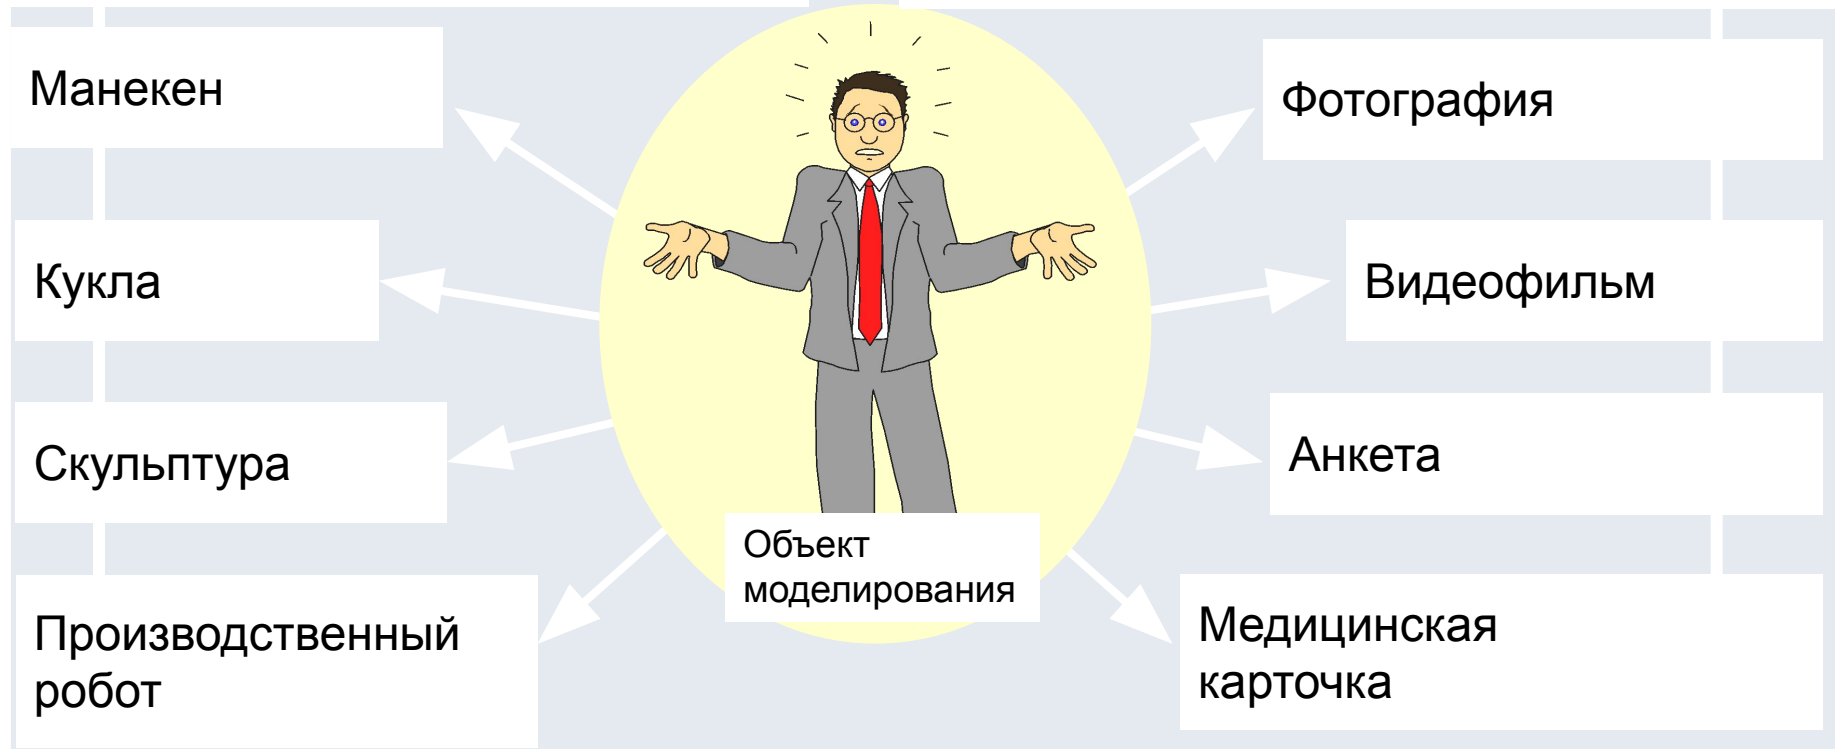 Манекен
Кукла
Скульптура
Производственный
робот
Объект
моделирования
Фотография
Видеофильм
Анкета
Медицинская
карточка